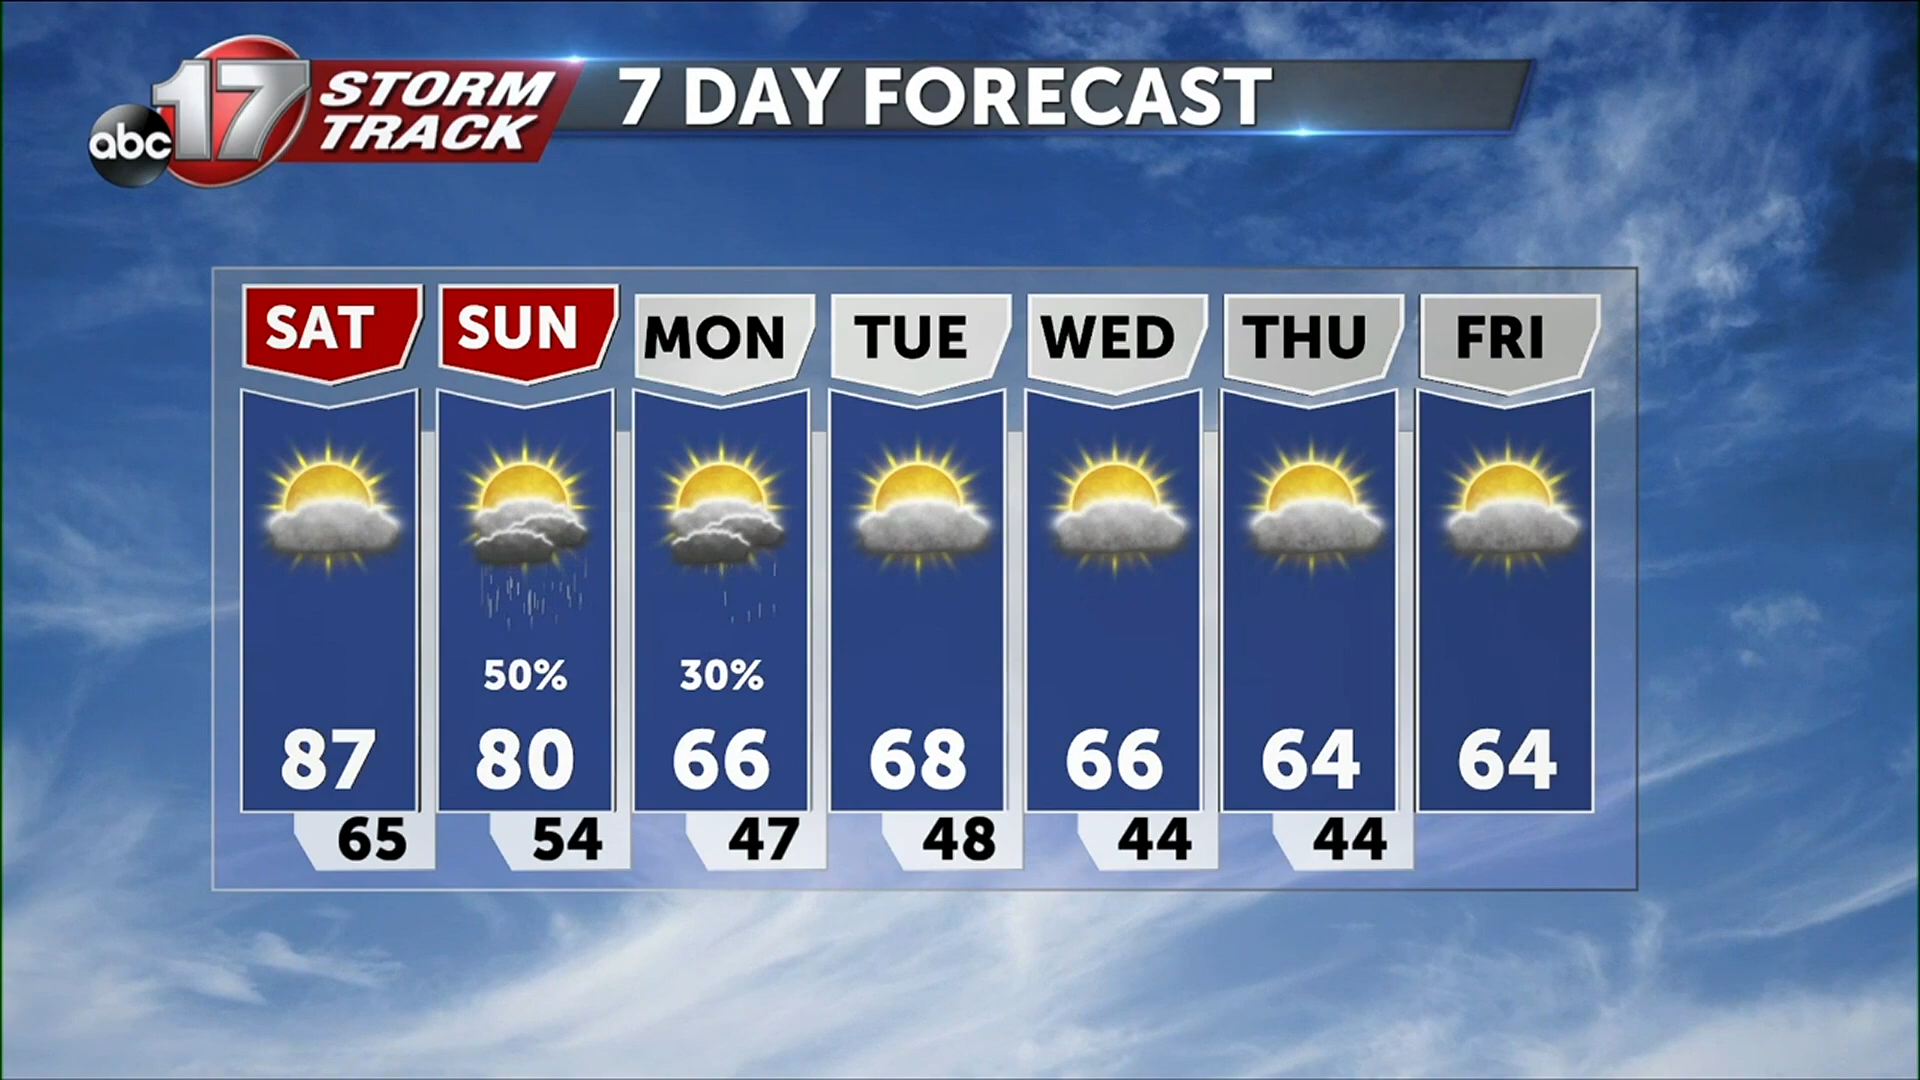 abc 17 STORM TRACK
7 DAY FORECAST
SAT SUN MON TUE WED THU FRI
50% 30%
87 80 66 68 66 64 64
65 54 47 48 44 44